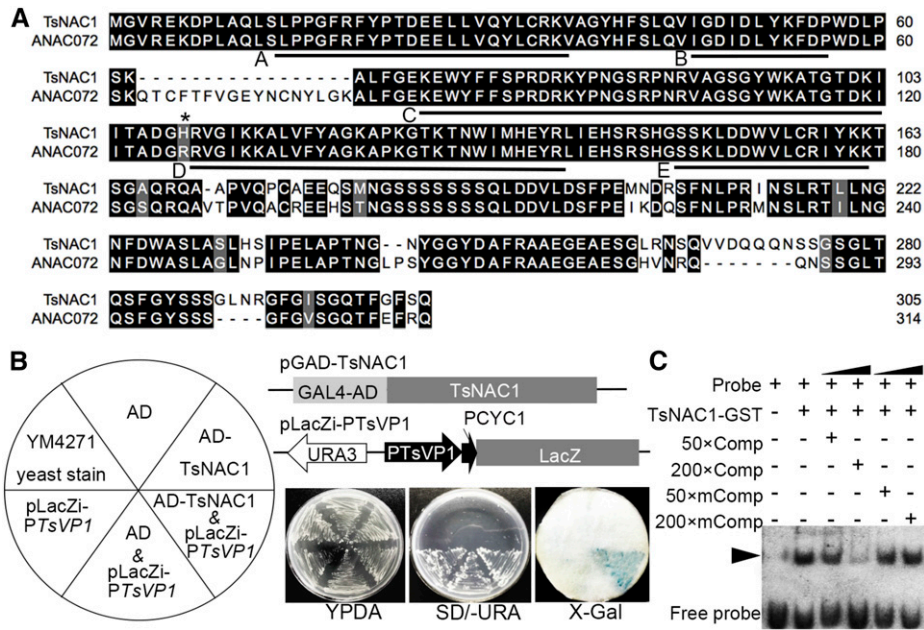 A
TsNAC1 MGVREKDPLAQLSLPPGFRFYPTDEELLVQYLCRKVAGYHFSLQVIGDIDLYKFDPWDLP 60
ANAC072 MGVREKDPLAQLSLPPGFRFYPTDEELLVQYLCRKVAGYHFSLQVIGDIDLYKFDPWDLP 60
A B
TsNAC1 SK-----------------ALFGEKEWYFFSPRDRKYPNGSRPNRVAGSGYWKATGTDKI 103
ANAC072 SKQTCFTFVGEYNCNYLGKALFGEKEWYFFSPRDRKYPNGSRPNRVAGSGYWKATGTDKI 120
* C
TsNAC1 ITADGHRVGIKKALVFYAGKAPKGTKTNWIMHEYRLIEHSRSHGSSKLDDWVLCRIYKKT 163
ANAC072 ITADGRRVGIKKALVFYAGKAPKGTKTNWIMHEYRLIEHSRSHGSSKLDDWVLCRIYKKT 180
D E
TsNAC1 SGAQRQA-APVQPCAEEQSMNGSSSSSSSQLDDVLDSFPEMNDRSFNLPRINSLRTLLNG 222
ANAC072 SGSQRQAVTPVQACREEHSTNGSSSSSSSQLDDVLDSFPEIKDQSFNLPRMNSLRTILNG 240
TsNAC1 NFDWASLASLHSIPELAPTNG--NYGGYDAFRAAEGEAESGLRNSQVVDQQQNSSGSGLT 280
ANAC072 NFDWASLAGLNPIPELAPTNGLPSYGGYDAFRAAEGEAESGHVNRQ-------QNSSGLT 293
TsNAC1 QSFGYSSSGLNRGFGISGQTFGFSQ 305
ANAC072 QSFGYSSS----GFGVSGQTFEFRQ 314
B
AD
AD-
TsNAC1
YM4271
yeast stain
pLacZi-
PTsVP1
AD
&
pLacZi-
PTsVP1
AD-TsNAC1
&
pLacZi-
PTsVP1
pGAD-TsNAC1
GAL4-AD TsNAC1
pLacZi-PTsVP1 PCYC1
URA3 PTsVP1 LacZ
YPDA SD/-URA X-Gal
C
Probe + + + + + +
TsNAC1-GST - + + + + +
50×Comp - - + - - -
200×Comp - - - + - -
50×mComp - - - - + -
200×mComp - - - - - +
Free probe